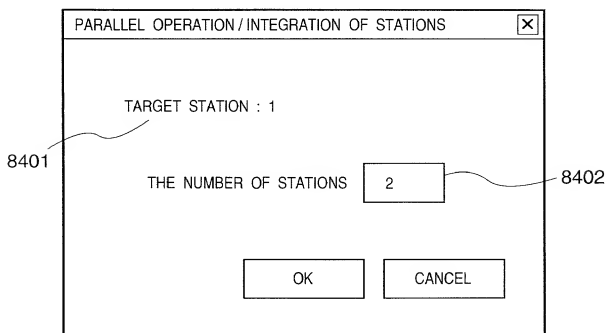 PARALLEL OPERATION / INTEGRATION OF STATIONS
TARGET STATION : 1
8401
THE NUMBER OF STATIONS 2
8402
OK CANCEL